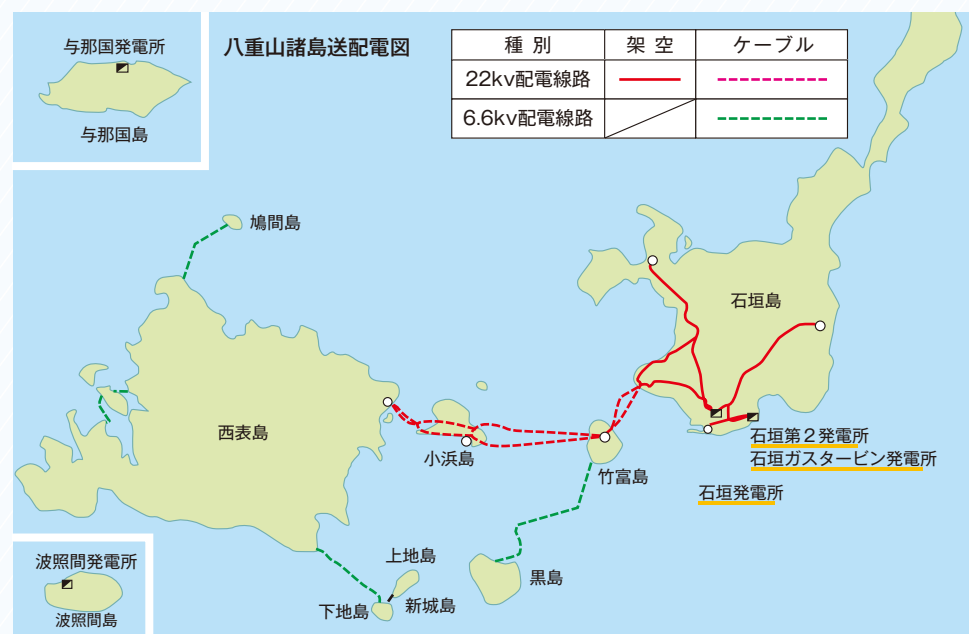 与那国発電所
与那国島
八重山諸島送配電図
種 別 架 空 ケーブル
22kv配電線路
6.6kv配電線路
鳩間島
石垣島
西表島
小浜島
竹富島
石垣第2発電所
石垣ガスタービン発電所
石垣発電所
上地島
新城島
下地島
黒島
波照間発電所
波照間島